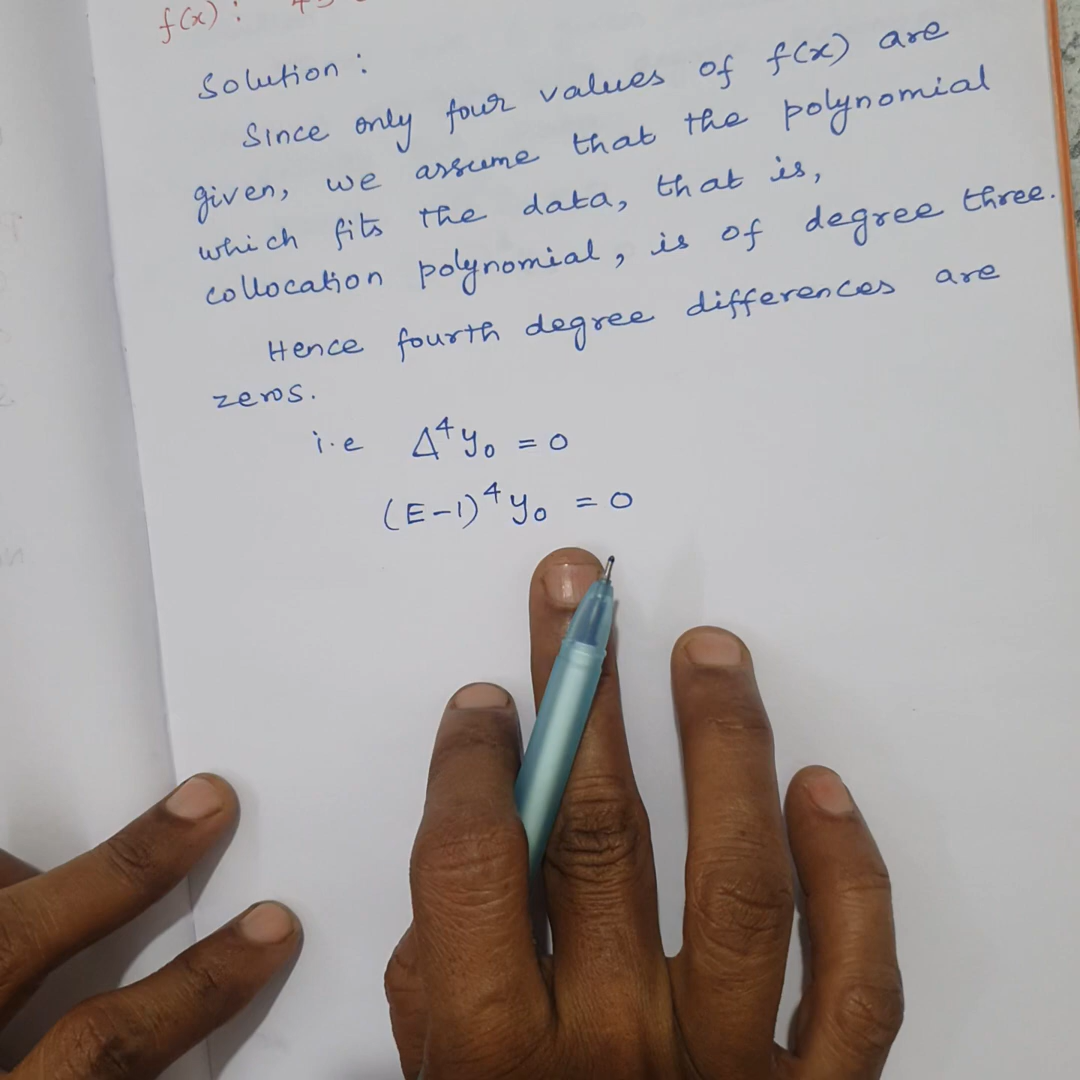 f(x) :
Solution :
Since only four values of f(x) are
given, we assume that the polynomial
which fits the data, that is,
collocation polynomial, is of degree three.
Hence fourth degree differences are
zeros.
i.e Δ⁴y₀ = 0
(E-1)⁴y₀ = 0